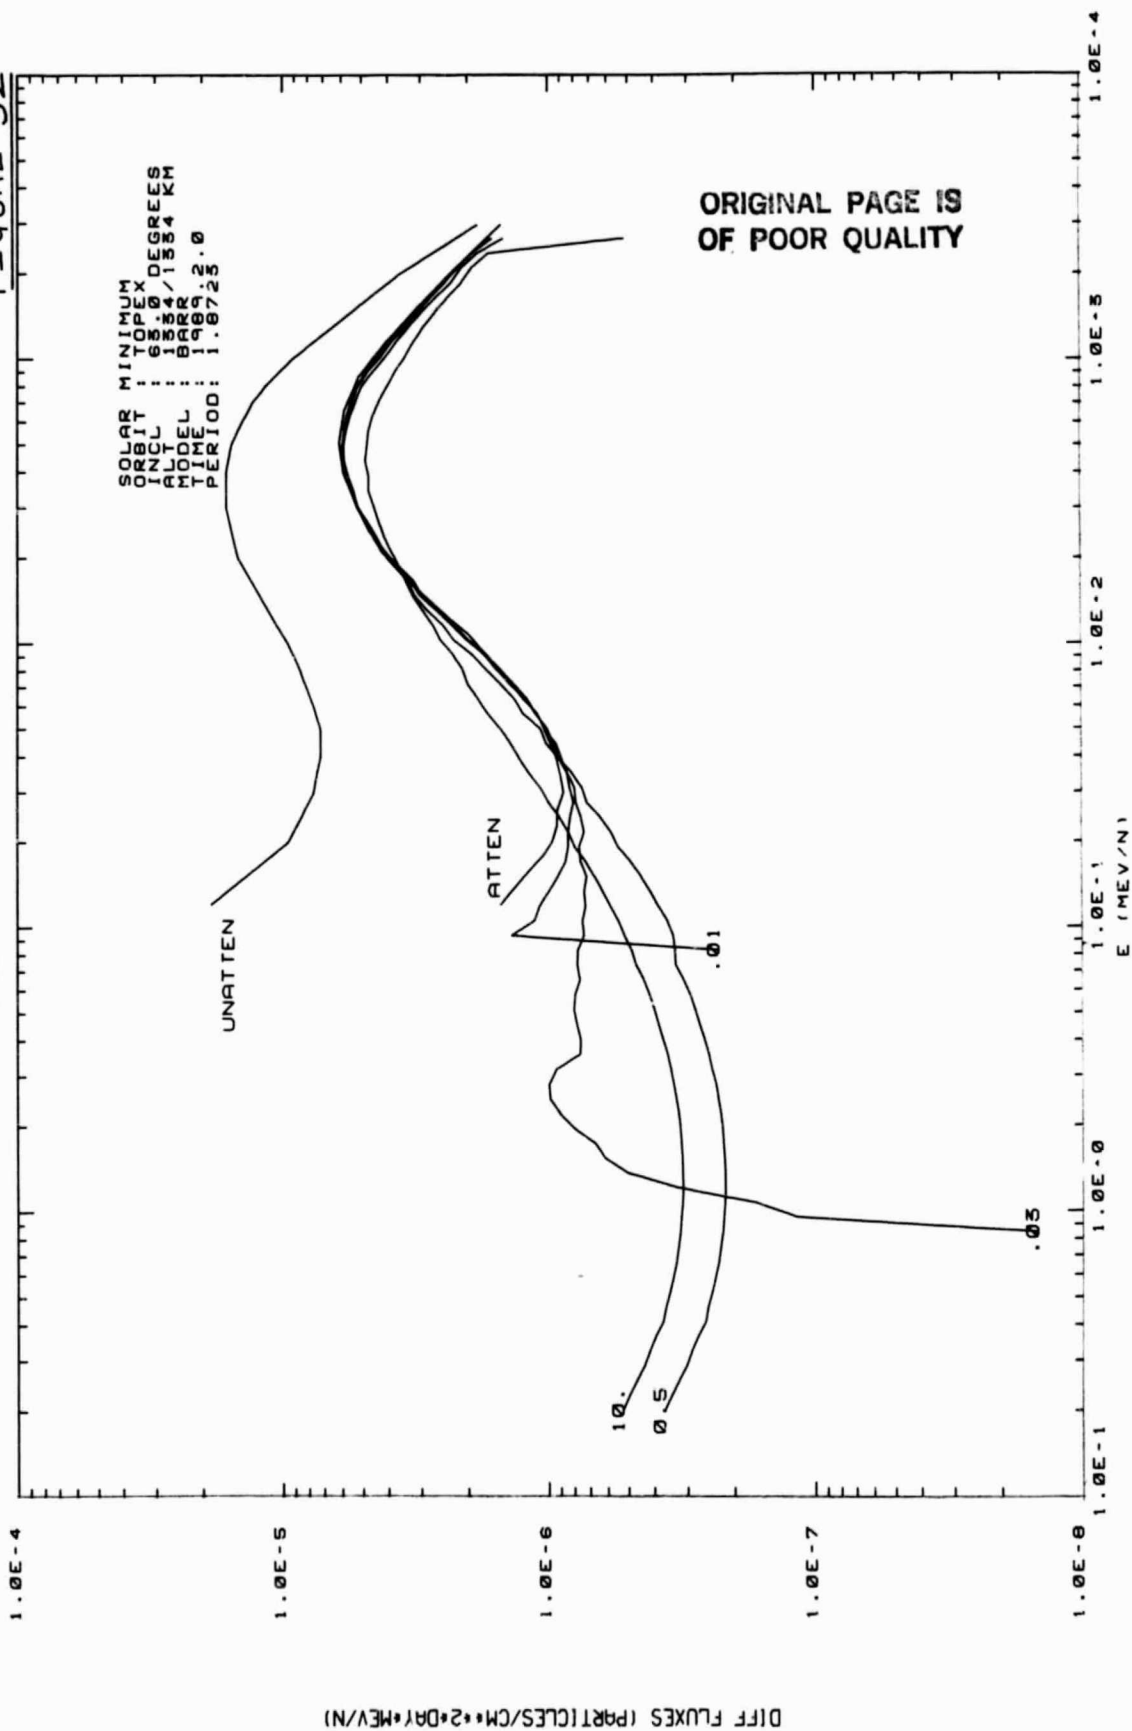 SOLAR MINIMUM
ORBIT : TOPEX
INCL : 63.0 DEGREES
ALT : 1334/1334 KM
MODEL : BARR
TIME : 1989.2.0
PERIOD: 1.8723
ORIGINAL PAGE IS
OF POOR QUALITY
UNATTEN
ATTEN
.01
.03
10.
0.5
1.0E-4
1.0E-5
1.0E-6
1.0E-7
1.0E-8
DIFF FLUXES (PARTICLES/CM**2*DAY*MEV/N)
1.0E-1
1.0E-0
1.0E-1
1.0E-2
1.0E-3
1.0E-4
E (MEV/N)